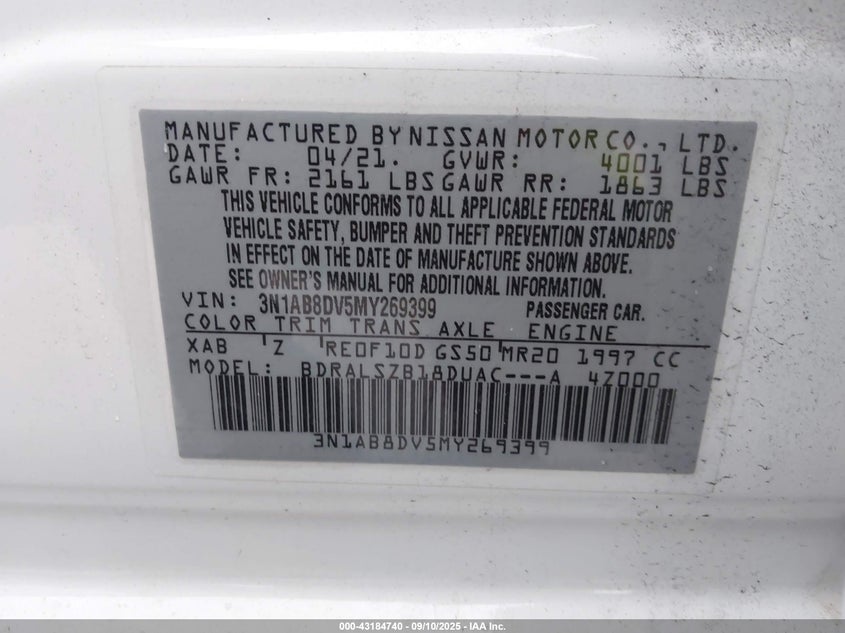 MANUFACTURED BY NISSAN MOTOR CO., LTD.
DATE: 04/21. GVWR: 4001 LBS
GAWR FR: 2161 LBS GAWR RR: 1863 LBS
THIS VEHICLE CONFORMS TO ALL APPLICABLE FEDERAL MOTOR
VEHICLE SAFETY, BUMPER AND THEFT PREVENTION STANDARDS
IN EFFECT ON THE DATE OF MANUFACTURE SHOWN ABOVE.
SEE OWNER'S MANUAL FOR ADDITIONAL INFORMATION.
VIN: 3N1AB8DV5MY269399 PASSENGER CAR.
COLOR TRIM TRANS AXLE ENGINE
XAB Z RE0F10D GS50 MR20 1997 CC
MODEL: BDRALSZB18DUAC---A 47000
3N1AB8DV5MY269399
000-43184740 - 09/10/2025 - IAA Inc.